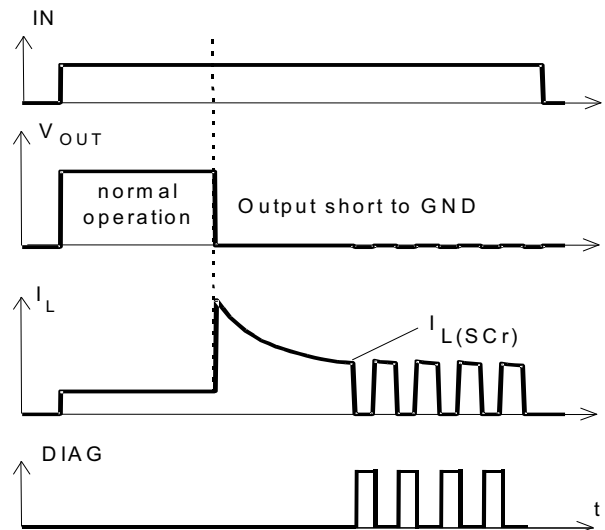 IN
V OUT
normal
operation
Output short to GND
I L
I L(SCr)
DIAG
t